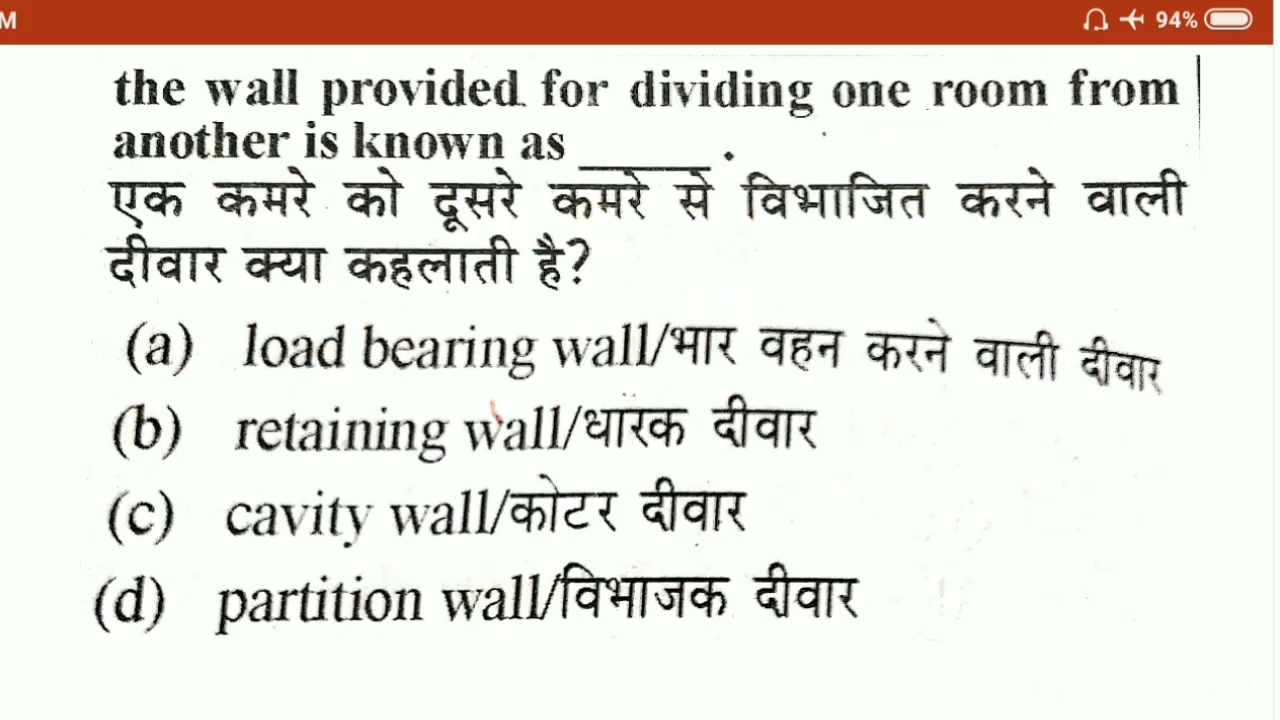 M
94%
the wall provided for dividing one room from
another is known as ______.
एक कमरे को दूसरे कमरे से विभाजित करने वाली
दीवार क्या कहलाती है?
(a) load bearing wall/भार वहन करने वाली दीवार
(b) retaining wall/धारक दीवार
(c) cavity wall/कोटर दीवार
(d) partition wall/विभाजक दीवार